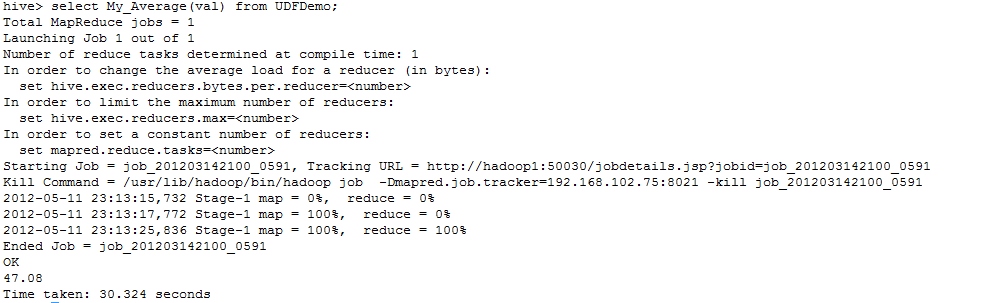 hive> select My_Average(val) from UDFDemo;
Total MapReduce jobs = 1
Launching Job 1 out of 1
Number of reduce tasks determined at compile time: 1
In order to change the average load for a reducer (in bytes):
  set hive.exec.reducers.bytes.per.reducer=<number>
In order to limit the maximum number of reducers:
  set hive.exec.reducers.max=<number>
In order to set a constant number of reducers:
  set mapred.reduce.tasks=<number>
Starting Job = job_201203142100_0591, Tracking URL = http://hadoop1:50030/jobdetails.jsp?jobid=job_201203142100_0591
Kill Command = /usr/lib/hadoop/bin/hadoop job  -Dmapred.job.tracker=192.168.102.75:8021 -kill job_201203142100_0591
2012-05-11 23:13:15,732 Stage-1 map = 0%,  reduce = 0%
2012-05-11 23:13:17,772 Stage-1 map = 100%,  reduce = 0%
2012-05-11 23:13:25,836 Stage-1 map = 100%,  reduce = 100%
Ended Job = job_201203142100_0591
OK
47.08
Time taken: 30.324 seconds